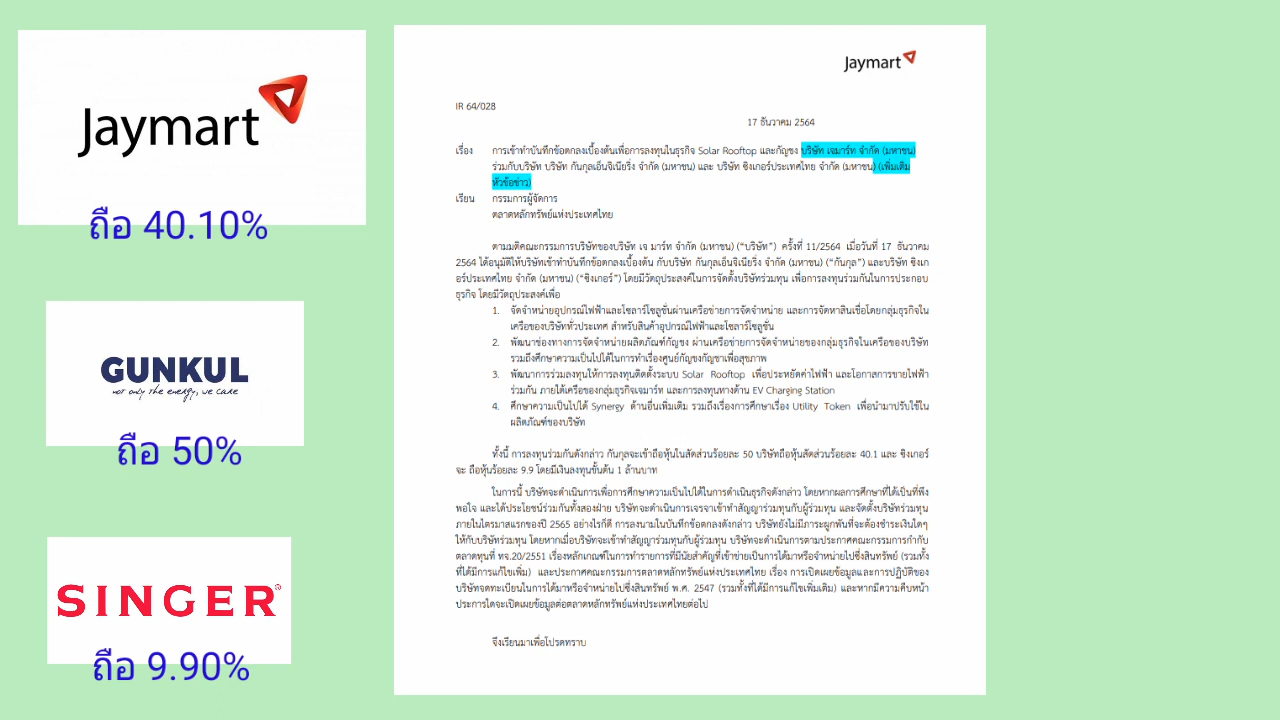 Jaymart
ถือ 40.10%
GUNKUL
not only the energy, we care
ถือ 50%
SINGER®
ถือ 9.90%
Jaymart
IR 64/028
17 ธันวาคม 2564
เรื่อง การเข้าทำบันทึกข้อตกลงเบื้องต้นเพื่อการลงทุนในธุรกิจ Solar Rooftop และกัญชง บริษัท เจมาร์ท จำกัด (มหาชน)
ร่วมกับบริษัท บริษัท กันกุลเอ็นจิเนียริ่ง จำกัด (มหาชน) และ บริษัท ซิงเกอร์ประเทศไทย จำกัด (มหาชน) (เพิ่มเติม
หัวข้อข่าว)
เรียน กรรมการผู้จัดการ
ตลาดหลักทรัพย์แห่งประเทศไทย
ตามมติคณะกรรมการบริษัทของบริษัท เจ มาร์ท จำกัด (มหาชน) (“บริษัท”) ครั้งที่ 11/2564 เมื่อวันที่ 17 ธันวาคม
2564 ได้อนุมัติให้บริษัทเข้าทำบันทึกข้อตกลงเบื้องต้น กับบริษัท กันกุลเอ็นจิเนียริ่ง จำกัด (มหาชน) (“กันกุล”) และบริษัท ซิงเก
อร์ประเทศไทย จำกัด (มหาชน) (“ซิงเกอร์”) โดยมีวัตถุประสงค์ในการจัดตั้งบริษัทร่วมทุน เพื่อการลงทุนร่วมกันในการประกอบ
ธุรกิจ โดยมีวัตถุประสงค์เพื่อ
1. จัดจำหน่ายอุปกรณ์ไฟฟ้าและโซลาร์โซลูชั่นผ่านเครือข่ายการจัดจำหน่าย และการจัดหาสินเชื่อโดยกลุ่มธุรกิจใน
เครือของบริษัททั่วประเทศ สำหรับสินค้าอุปกรณ์ไฟฟ้าและโซลาร์โซลูชั่น
2. พัฒนาช่องทางการจัดจำหน่ายผลิตภัณฑ์กัญชง ผ่านเครือข่ายการจัดจำหน่ายของกลุ่มธุรกิจในเครือของบริษัท
รวมถึงศึกษาความเป็นไปได้ในการทำเรื่องศูนย์กัญชงกัญชาเพื่อสุขภาพ
3. พัฒนาการร่วมลงทุนให้การลงทุนติดตั้งระบบ Solar Rooftop เพื่อประหยัดค่าไฟฟ้า และโอกาสการขายไฟฟ้า
ร่วมกัน ภายใต้เครือของกลุ่มธุรกิจเจมาร์ท และการลงทุนทางด้าน EV Charging Station
4. ศึกษาความเป็นไปได้ Synergy ด้านอื่นเพิ่มเติม รวมถึงเรื่องการศึกษาเรื่อง Utility Token เพื่อนำมาปรับใช้ใน
ผลิตภัณฑ์ของบริษัท
ทั้งนี้ การลงทุนร่วมกันดังกล่าว กันกุลจะเข้าถือหุ้นในสัดส่วนร้อยละ 50 บริษัทถือหุ้นสัดส่วนร้อยละ 40.1 และ ซิงเกอร์
จะ ถือหุ้นร้อยละ 9.9 โดยมีเงินลงทุนขั้นต้น 1 ล้านบาท
ในการนี้ บริษัทจะดำเนินการเพื่อการศึกษาความเป็นไปได้ในการดำเนินธุรกิจดังกล่าว โดยหากผลการศึกษาที่ได้เป็นที่พึง
พอใจ และได้ประโยชน์ร่วมกันทั้งสองฝ่าย บริษัทจะดำเนินการเจรจาเข้าทำสัญญาร่วมทุนกับผู้ร่วมทุน และจัดตั้งบริษัทร่วมทุน
ภายในไตรมาสแรกของปี 2565 อย่างไรก็ดี การลงนามในบันทึกข้อตกลงดังกล่าว บริษัทยังไม่มีภาระผูกพันที่จะต้องชำระเงินใดๆ
ให้กับบริษัทร่วมทุน โดยหากเมื่อบริษัทจะเข้าทำสัญญาร่วมทุนกับผู้ร่วมทุน บริษัทจะดำเนินการตามประกาศคณะกรรมการกำกับ
ตลาดทุนที่ ทจ.20/2551 เรื่องหลักเกณฑ์ในการทำรายการที่มีนัยสำคัญที่เข้าข่ายเป็นการได้มาหรือจำหน่ายไปซึ่งสินทรัพย์ (รวมทั้ง
ที่ได้มีการแก้ไขเพิ่ม) และประกาศคณะกรรมการตลาดหลักทรัพย์แห่งประเทศไทย เรื่อง การเปิดเผยข้อมูลและการปฏิบัติของ
บริษัทจดทะเบียนในการได้มาหรือจำหน่ายไปซึ่งสินทรัพย์ พ.ศ. 2547 (รวมทั้งที่ได้มีการแก้ไขเพิ่มเติม) และหากมีความคืบหน้า
ประการใดจะเปิดเผยข้อมูลต่อตลาดหลักทรัพย์แห่งประเทศไทยต่อไป
จึงเรียนมาเพื่อโปรดทราบ